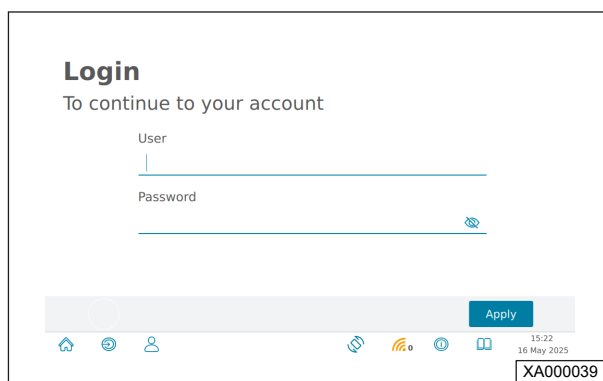 Login
To continue to your account
User
Password
Apply
0
15:22
16 May 2025
XA000039